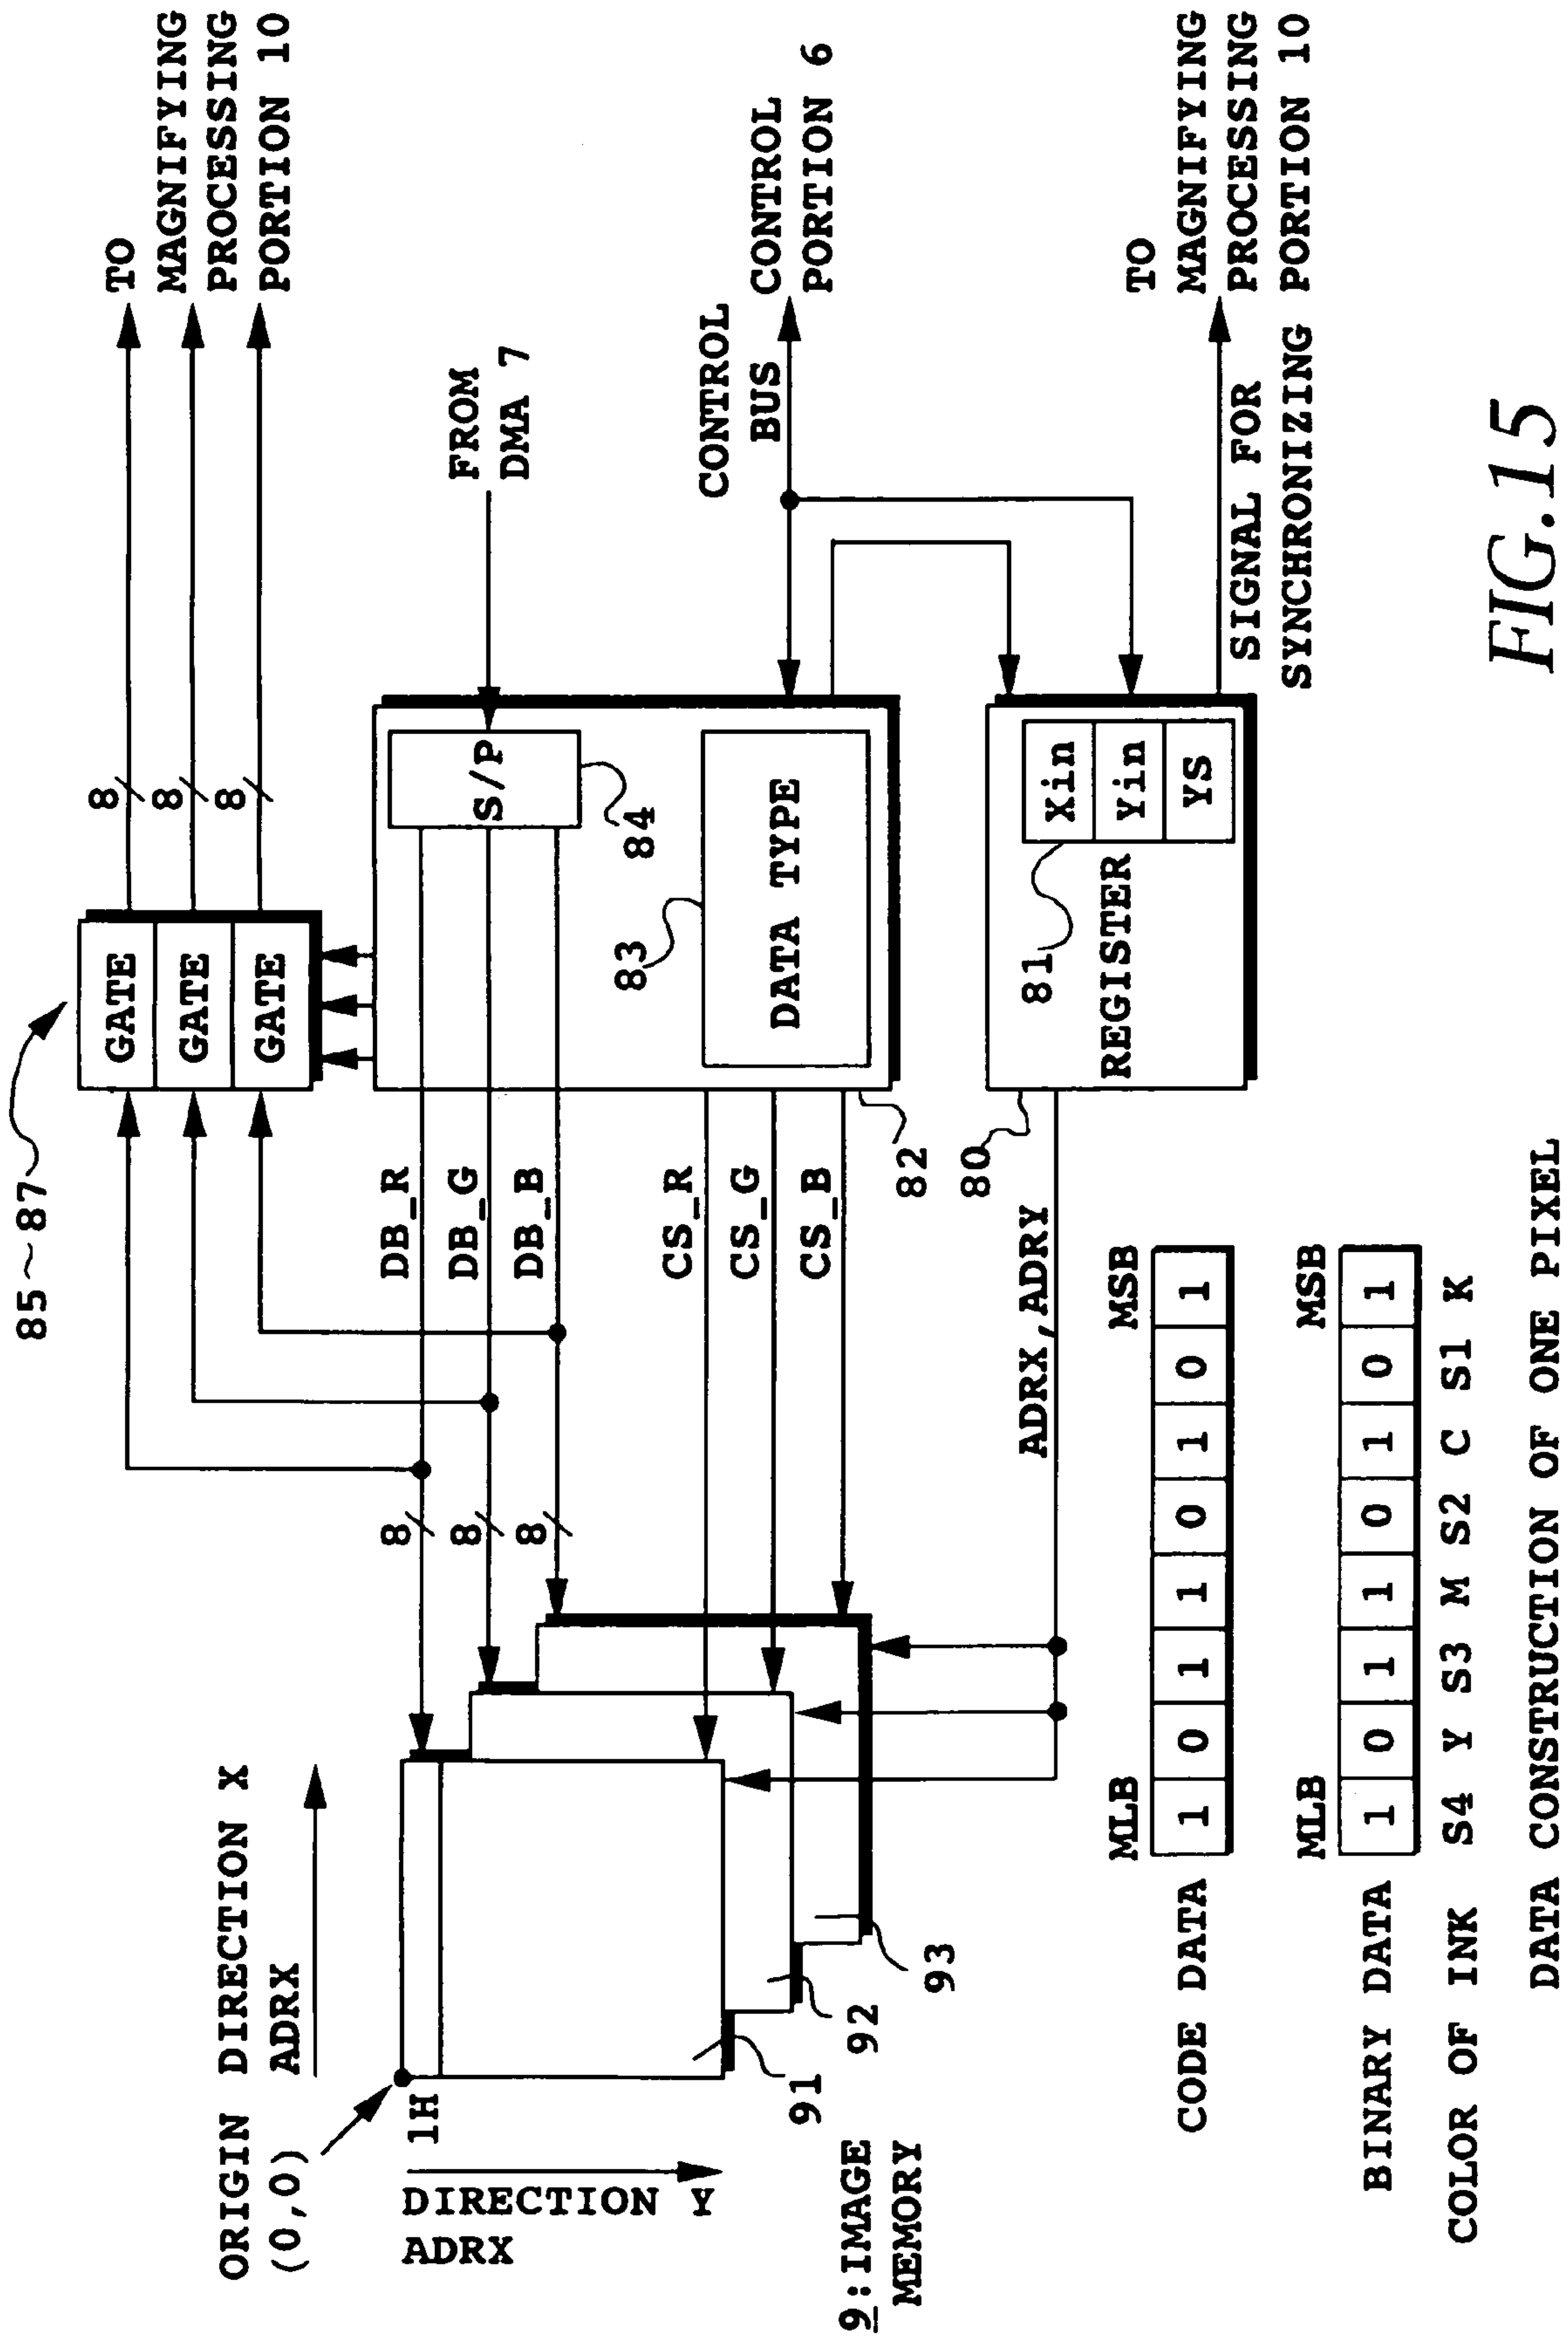 85~87
GATE
GATE
GATE
8
8
8
TO
MAGNIFYING
PROCESSING
PORTION 10
ORIGIN
(0,0)
DIRECTION X
ADRX
1H
DIRECTION Y
ADRX
8
8
8
DB_R
DB_G
DB_B
S/P
84
FROM
DMA 7
83
DATA TYPE
CS_R
CS_G
CS_B
82
CONTROL
BUS
CONTROL
PORTION 6
91
92
93
9:IMAGE
MEMORY
ADRX,ADRY
80
81
REGISTER
Xin
Yin
YS
TO
MAGNIFYING
PROCESSING
PORTION 10
SIGNAL FOR
SYNCHRONIZING
MLB MSB
CODE DATA 1 0 1 1 0 1 0 1
MLB MSB
BINARY DATA 1 0 1 1 0 1 0 1
COLOR OF INK S4 Y S3 M S2 C S1 K
DATA CONSTRUCTION OF ONE PIXEL
FIG.15